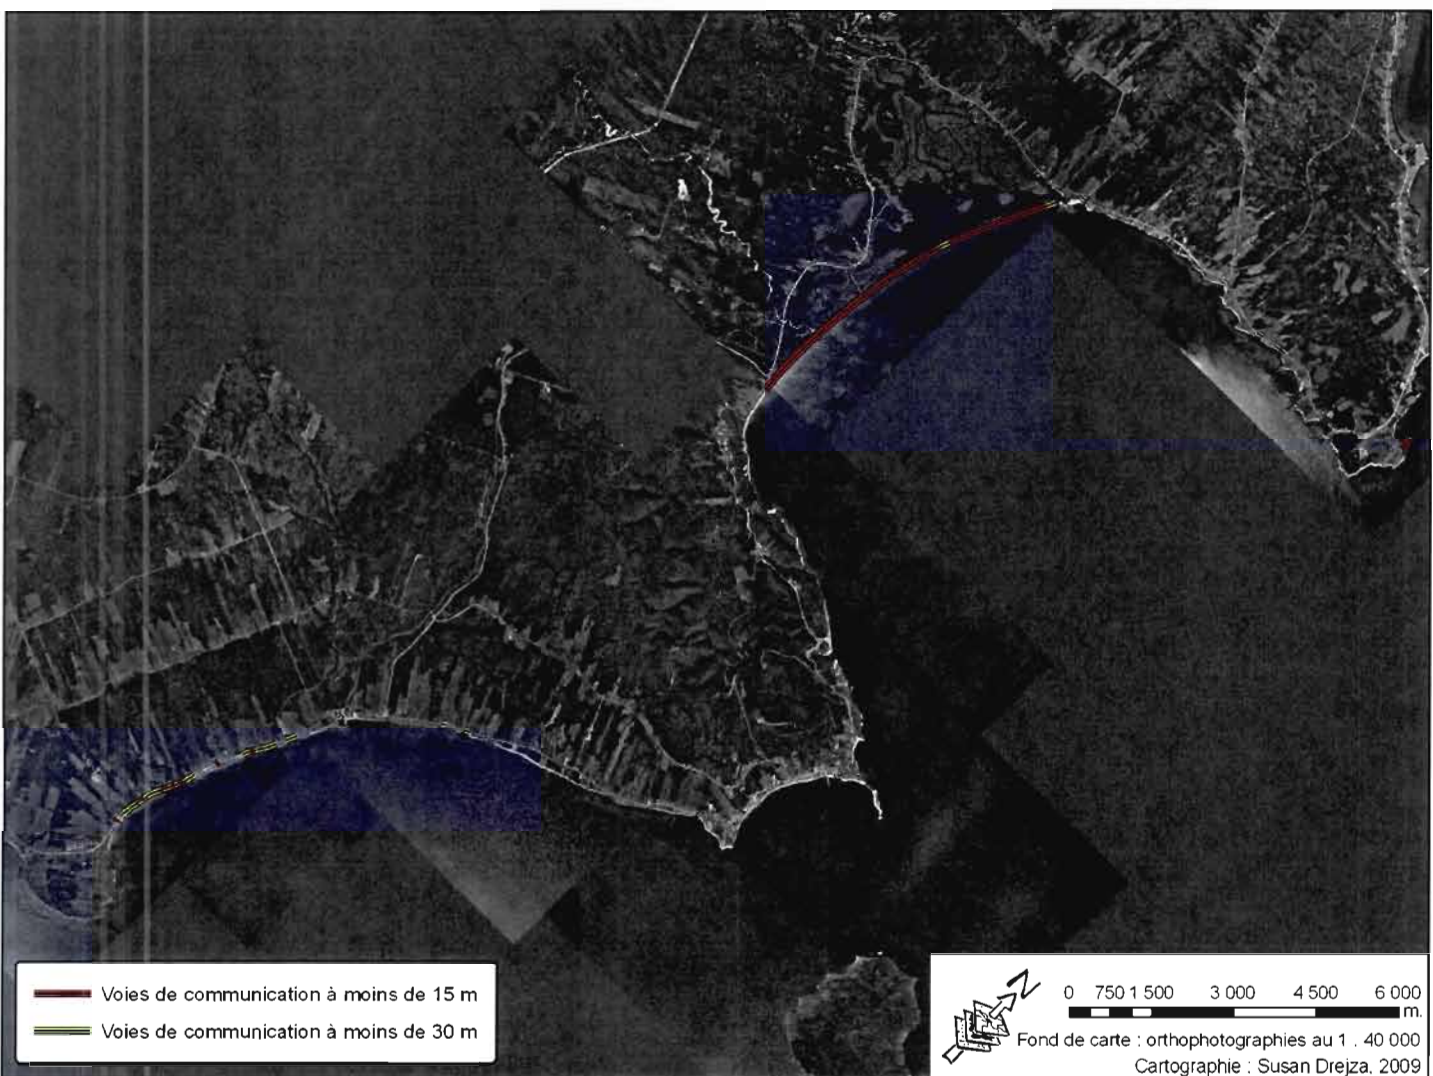 Voies de communication à moins de 15 m
Voies de communication à moins de 30 m
N
0 750 1 500 3 000 4 500 6 000
m.
Fond de carte : orthophotographies au 1 . 40 000
Cartographie : Susan Drejza, 2009